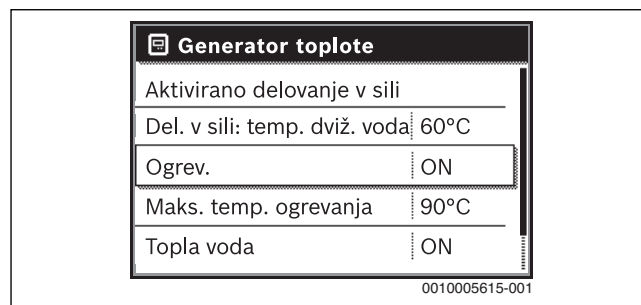 Generator toplote
Aktivirano delovanje v sili
Del. v sili: temp. dviž. voda 60°C
Ogrev. ON
Maks. temp. ogrevanja 90°C
Topla voda ON
0010005615-001